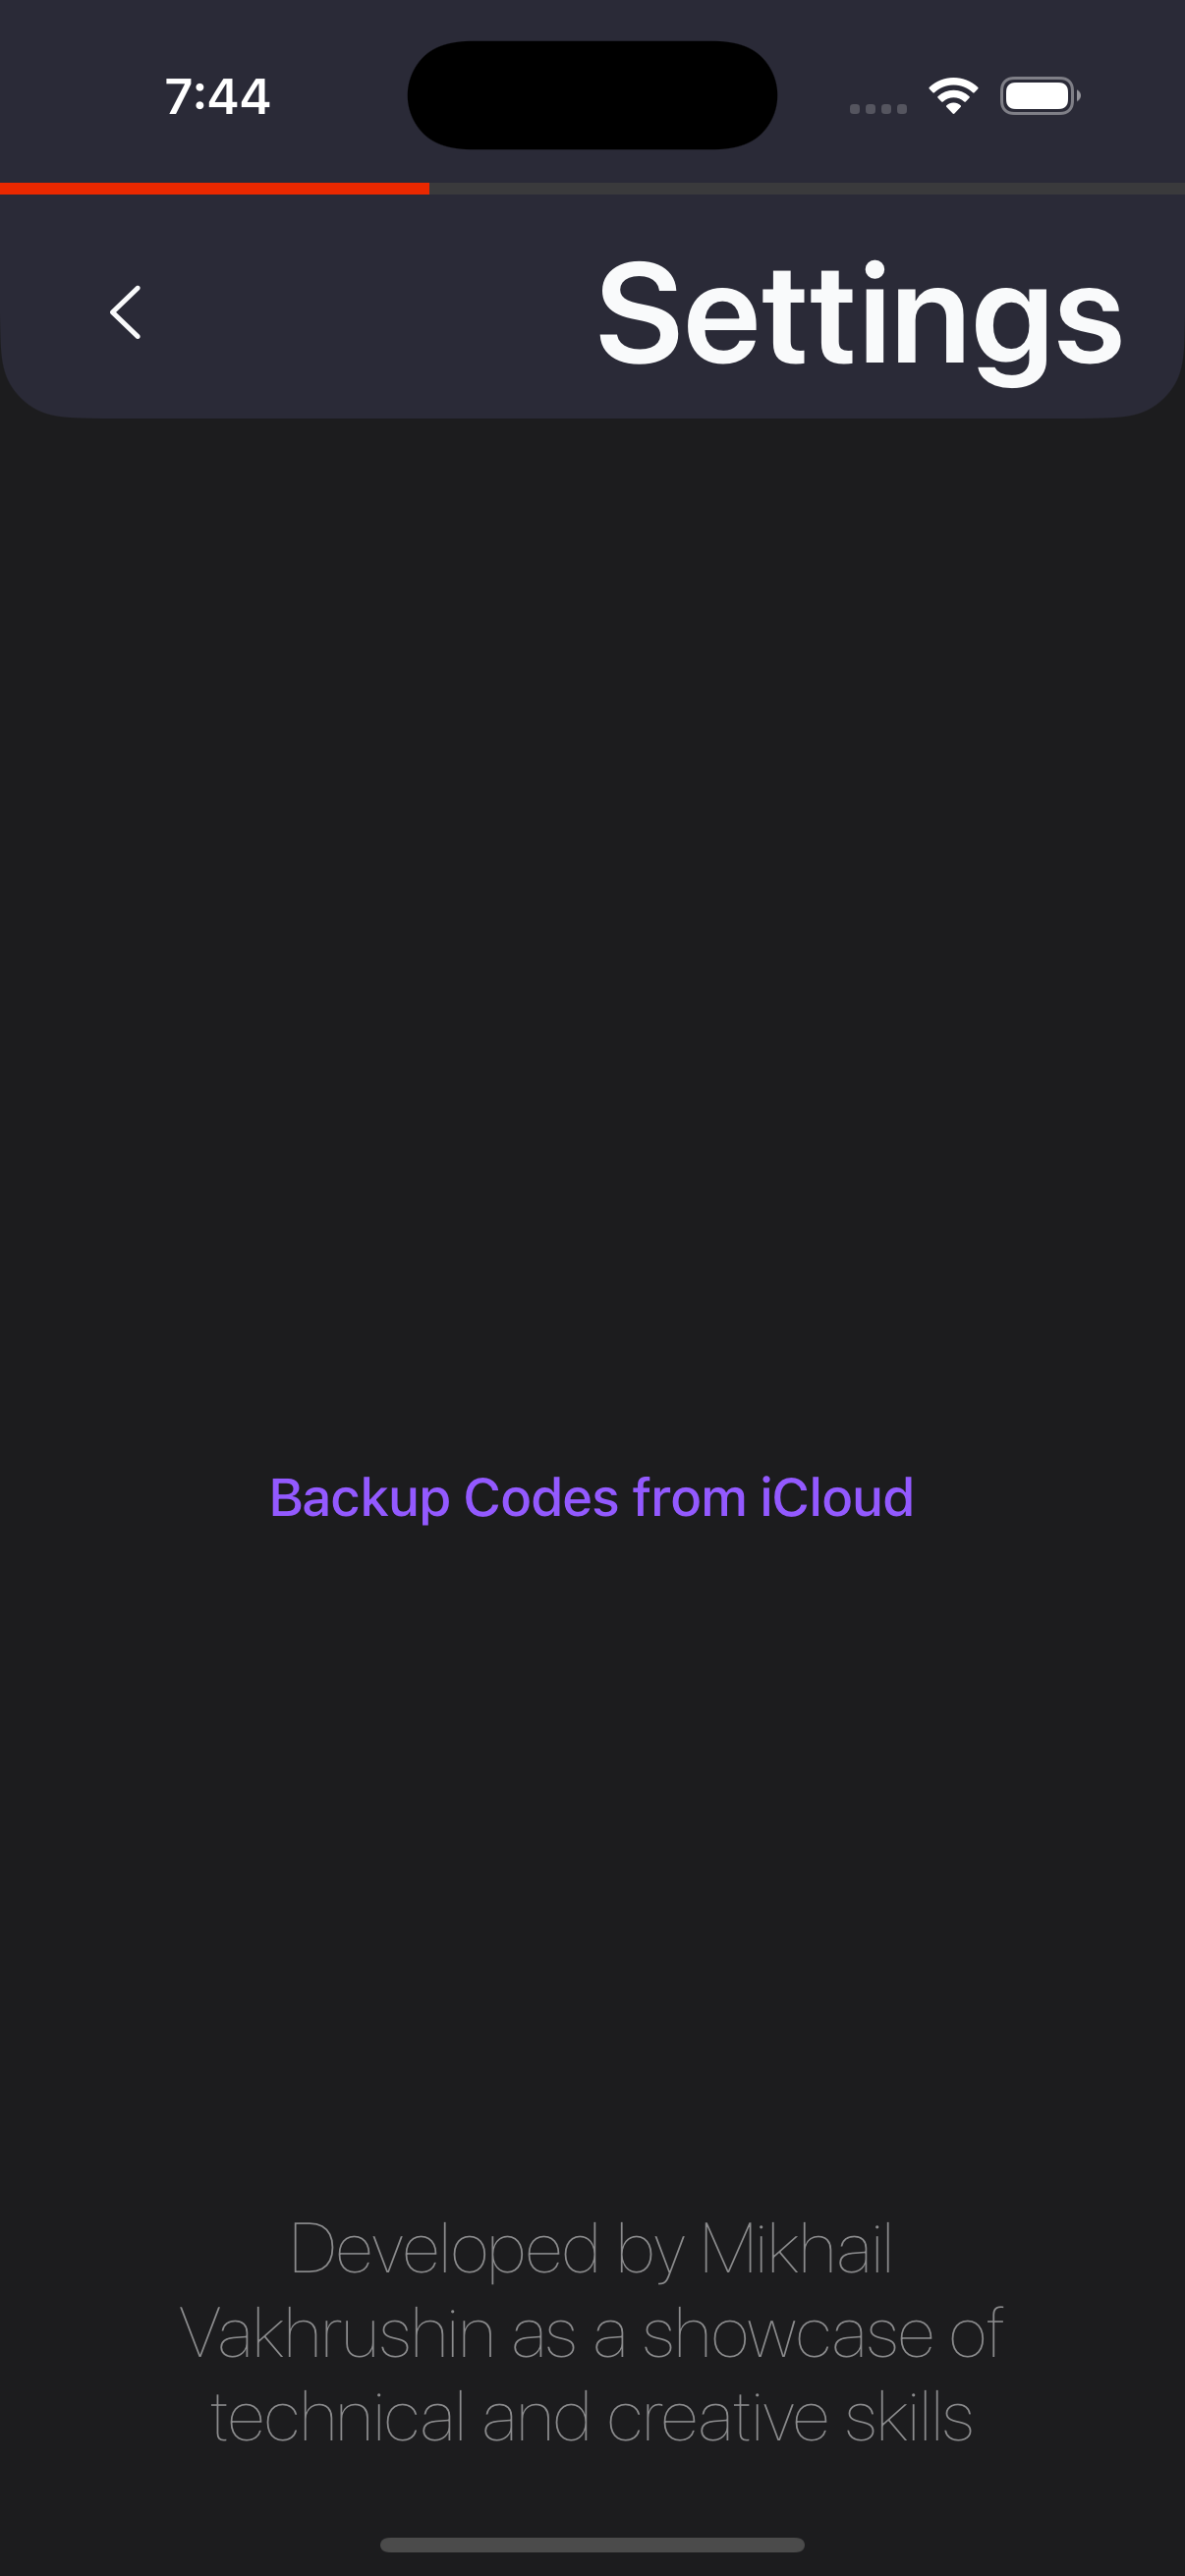 7:44
Settings
Backup Codes from iCloud
Developed by Mikhail
Vakhrushin as a showcase of
technical and creative skills